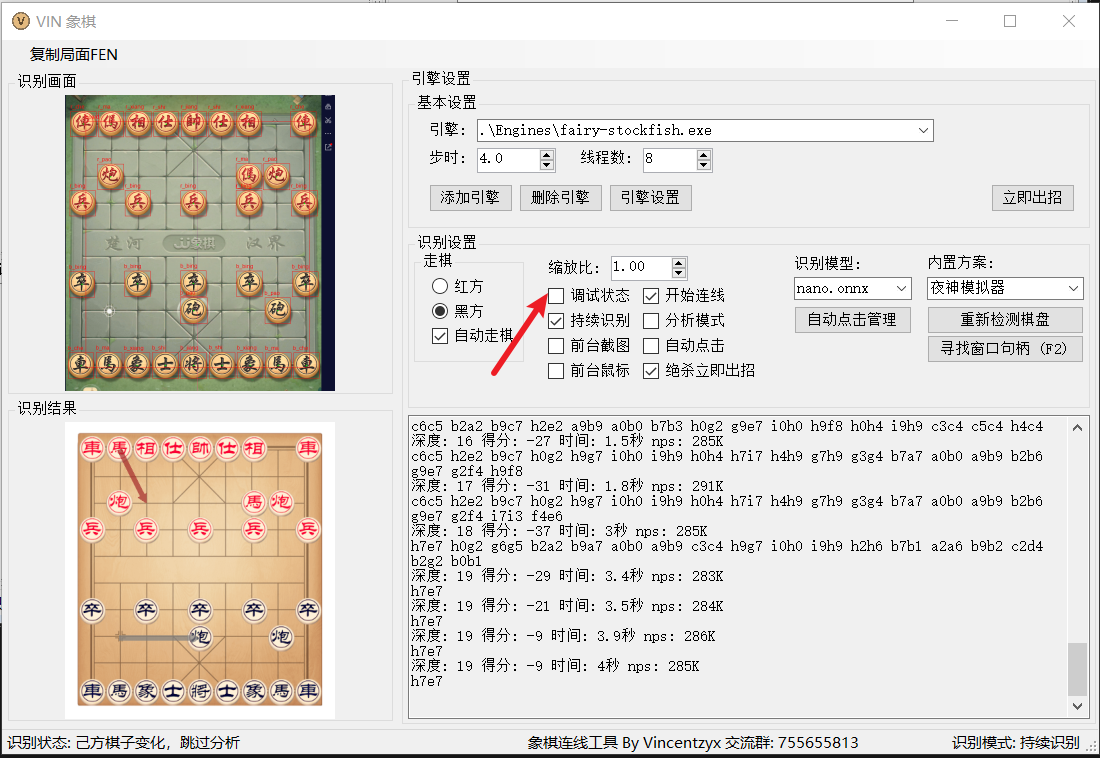 VIN 象棋
复制局面FEN
识别画面
俥 傌 相 仕 帥 仕 相 俥
炮 傌 炮
兵 兵 兵 兵 兵
楚河 象棋 汉界
卒 卒 卒 卒 卒
砲 砲
車 馬 象 士 將 士 象 馬 車
识别结果
車 馬 相 仕 帥 仕 相 車
炮 馬 炮
兵 兵 兵 兵 兵
卒 卒 卒 卒 卒
炮 炮
車 馬 象 士 将 士 象 馬 車
引擎设置
基本设置
引擎: .\Engines\fairy-stockfish.exe
步时: 4.0 线程数: 8
添加引擎 删除引擎 引擎设置 立即出招
识别设置
走棋
红方
黑方
自动走棋
缩放比: 1.00
调试状态 开始连线
持续识别 分析模式
前台截图 自动点击
前台鼠标 绝杀立即出招
识别模型: 内置方案:
nano.onnx 夜神模拟器
自动点击管理 重新检测棋盘
寻找窗口句柄 (F2)
c6c5 b2a2 b9c7 h2e2 a9b9 a0b0 b7b3 h0g2 g9e7 i0h0 h9f8 h0h4 i9h9 c3c4 c5c4 h4c4
深度: 16 得分: -27 时间: 1.5秒 nps: 285K
c6c5 h2e2 b9c7 h0g2 h9g7 i0h0 i9h9 h0h4 h7i7 h4h9 g7h9 g3g4 b7a7 a0b0 a9b9 b2b6
g9e7 g2f4 h9f8
深度: 17 得分: -31 时间: 1.8秒 nps: 291K
c6c5 h2e2 b9c7 h0g2 h9g7 i0h0 i9h9 h0h4 h7i7 h4h9 g7h9 g3g4 b7a7 a0b0 a9b9 b2b6
g9e7 g2f4 i7i3 f4e6
深度: 18 得分: -37 时间: 3秒 nps: 285K
h7e7 h0g2 g6g5 b2a2 b9a7 a0b0 a9b9 c3c4 h9g7 i0h0 i9h9 h2h6 b7b1 a2a6 b9b2 c2d4
b2g2 b0b1
深度: 19 得分: -29 时间: 3.4秒 nps: 283K
h7e7
深度: 19 得分: -21 时间: 3.5秒 nps: 284K
h7e7
深度: 19 得分: -9 时间: 3.9秒 nps: 286K
h7e7
深度: 19 得分: -9 时间: 4秒 nps: 285K
h7e7
识别状态: 己方棋子变化, 跳过分析
象棋连线工具 By Vincentzyx 交流群: 755655813
识别模式: 持续识别